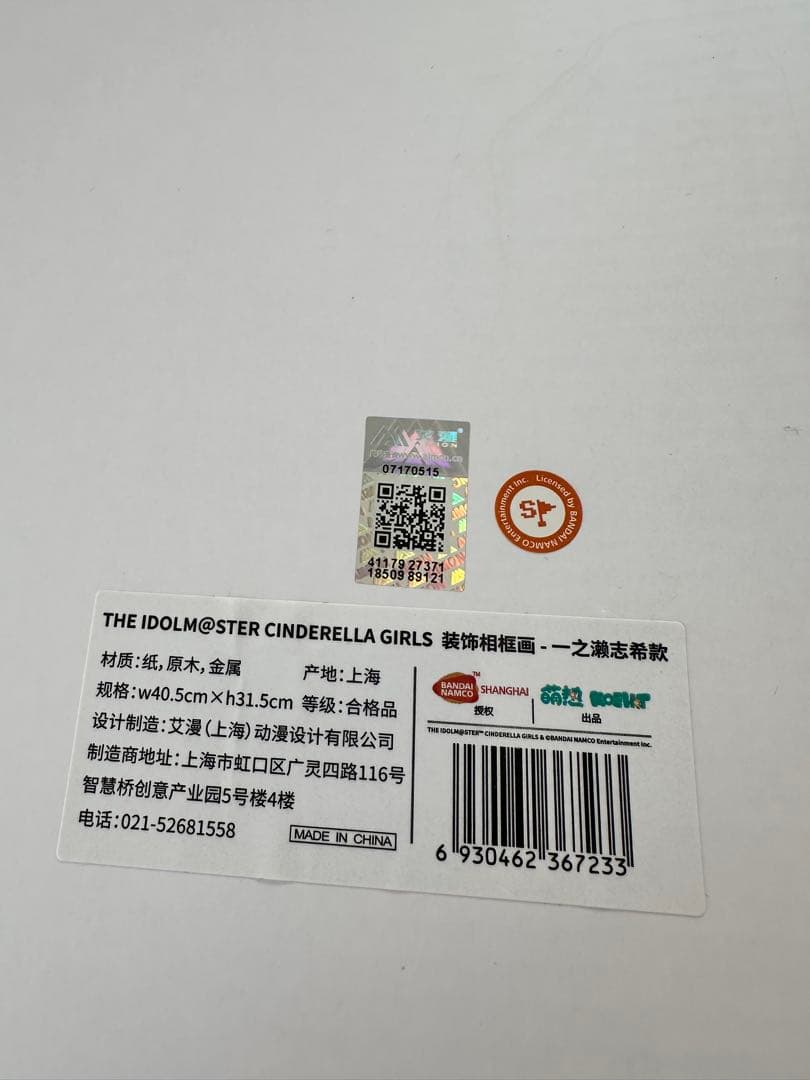 07170515
41179 27371
18509 89121
Licensed by BANDAI NAMCO Entertainment Inc.
THE IDOLM@STER CINDERELLA GIRLS 装饰相框画 - 一之濑志希款
材质:纸,原木,金属
产地:上海
规格:w40.5cm×h31.5cm 等级:合格品
设计制造:艾漫(上海)动漫设计有限公司
制造商地址:上海市虹口区广灵四路116号
智慧桥创意产业园5号楼4楼
电话:021-52681558
MADE IN CHINA
BANDAI NAMCO™ SHANGHAI
授权
萌趣
出品
THE IDOLM@STER™ CINDERELLA GIRLS & ©BANDAI NAMCO Entertainment Inc.
6 930462 367233